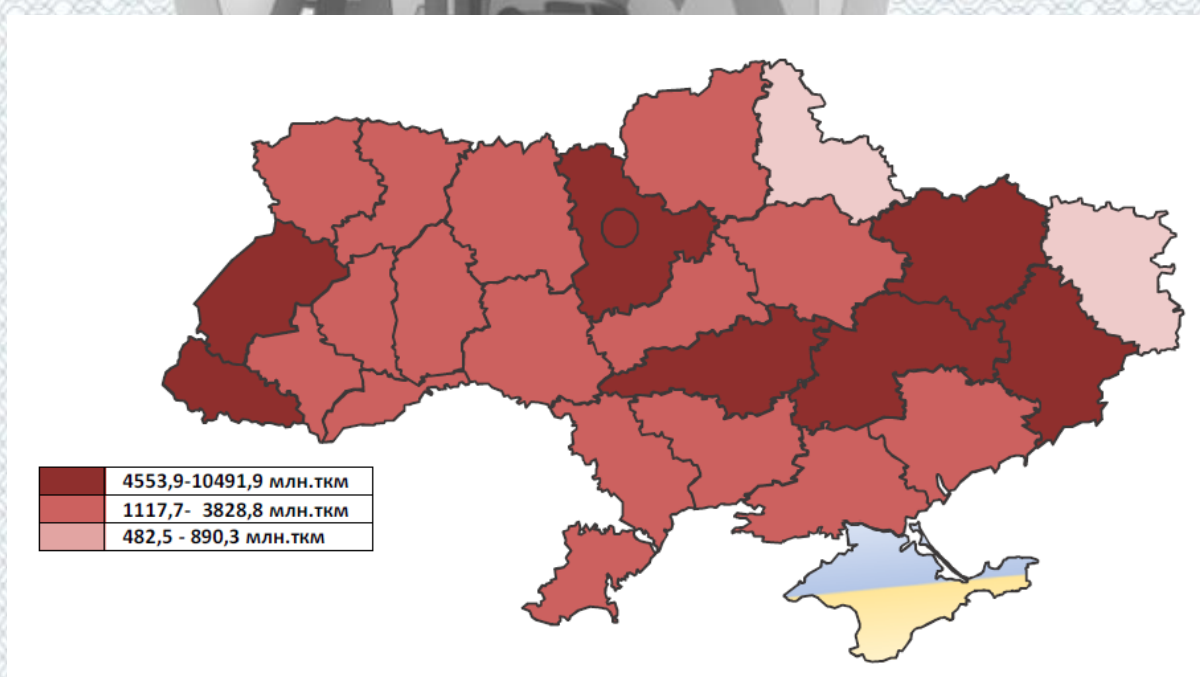 4553,9-10491,9 млн.ткм
1117,7- 3828,8 млн.ткм
482,5 - 890,3 млн.ткм